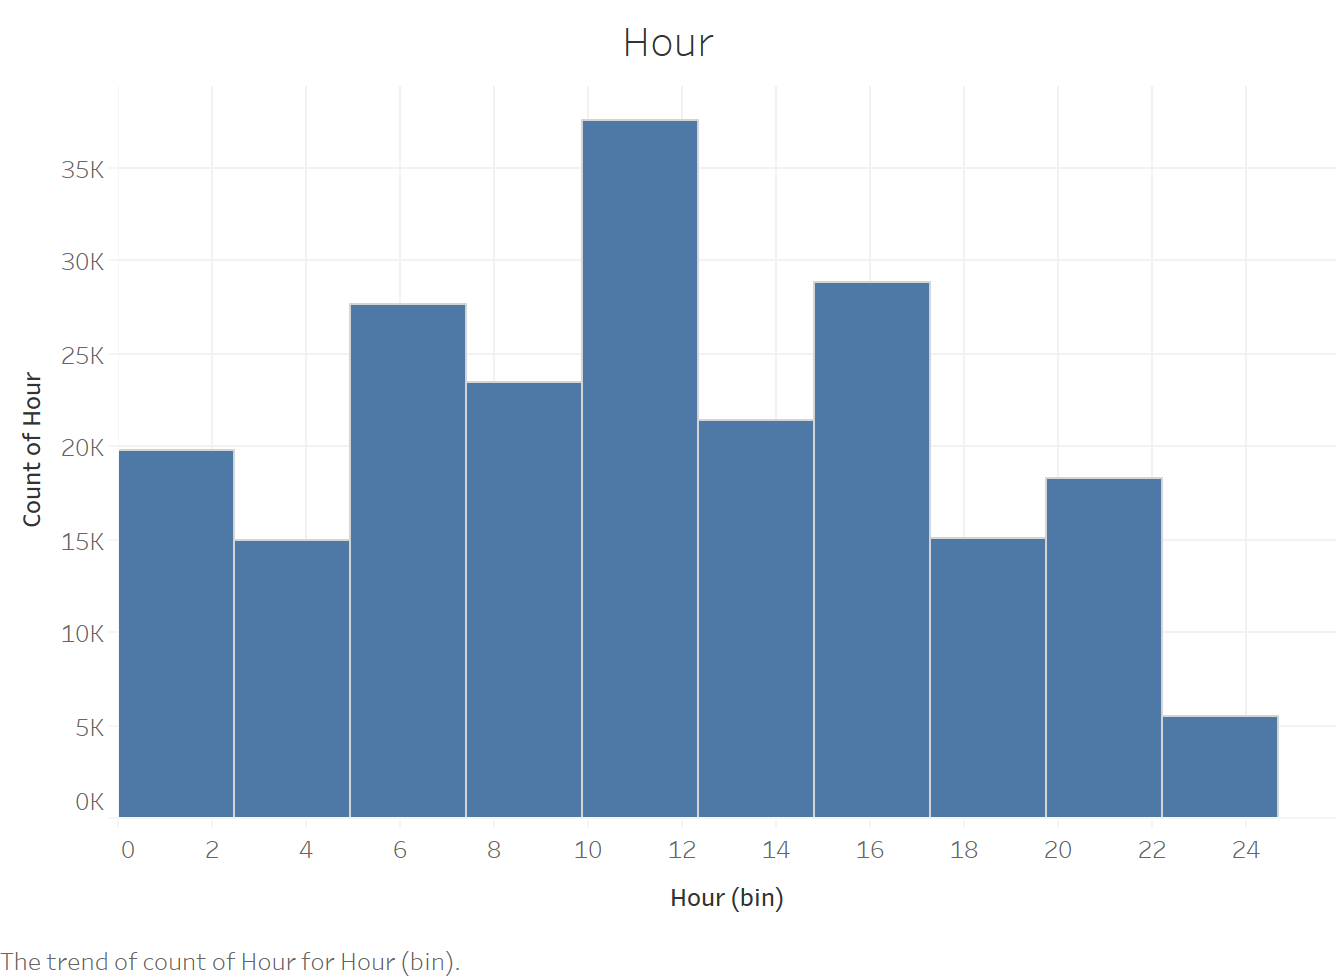 Hour
Count of Hour
35K
30K
25K
20K
15K
10K
5K
0K
0 2 4 6 8 10 12 14 16 18 20 22 24
Hour (bin)
The trend of count of Hour for Hour (bin).